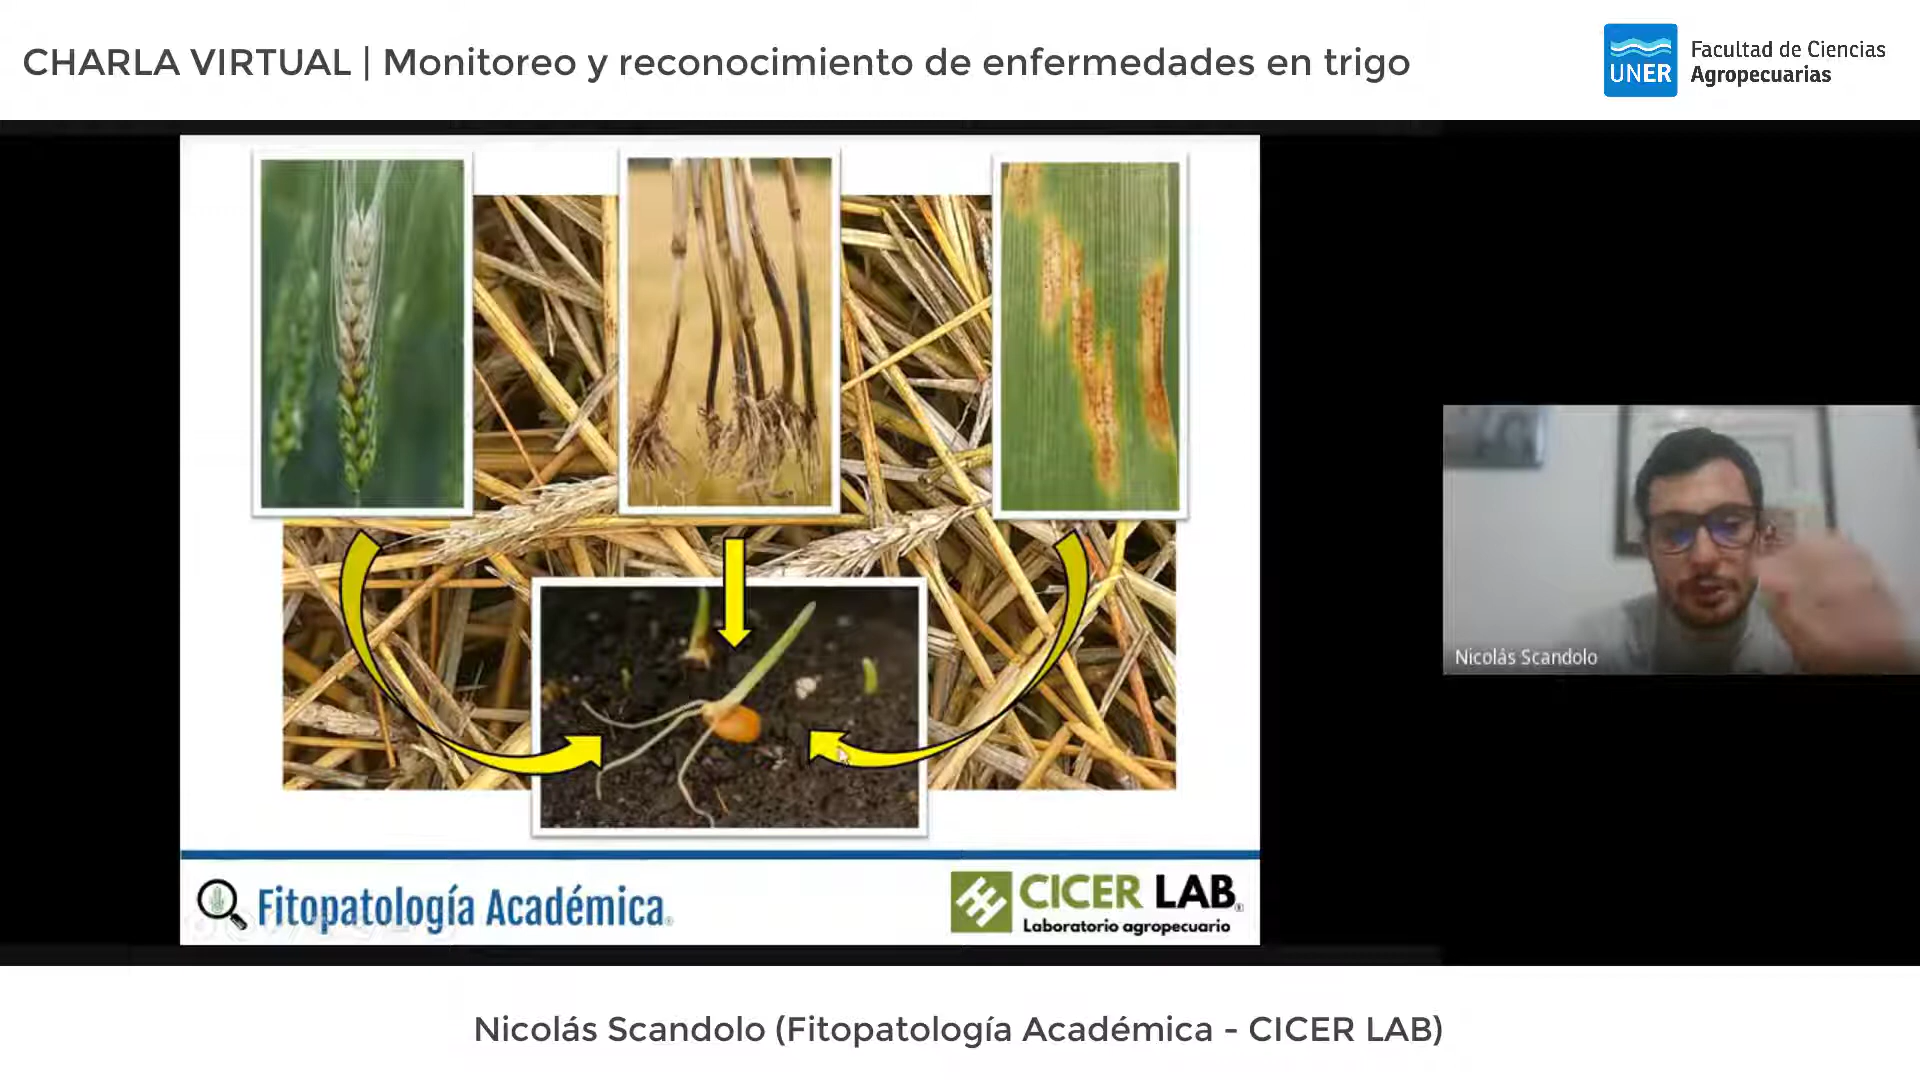 CHARLA VIRTUAL | Monitoreo y reconocimiento de enfermedades en trigo
UNER
Facultad de Ciencias
Agropecuarias
Nicolás Scandolo
Fitopatología Académica®
CICER LAB®
Laboratorio agropecuario
Nicolás Scandolo (Fitopatología Académica - CICER LAB)